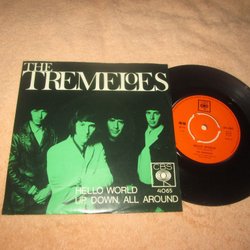 THE
TREMELOES
HELLO WORLD
UP DOWN, ALL AROUND
CBS
4065
CBS